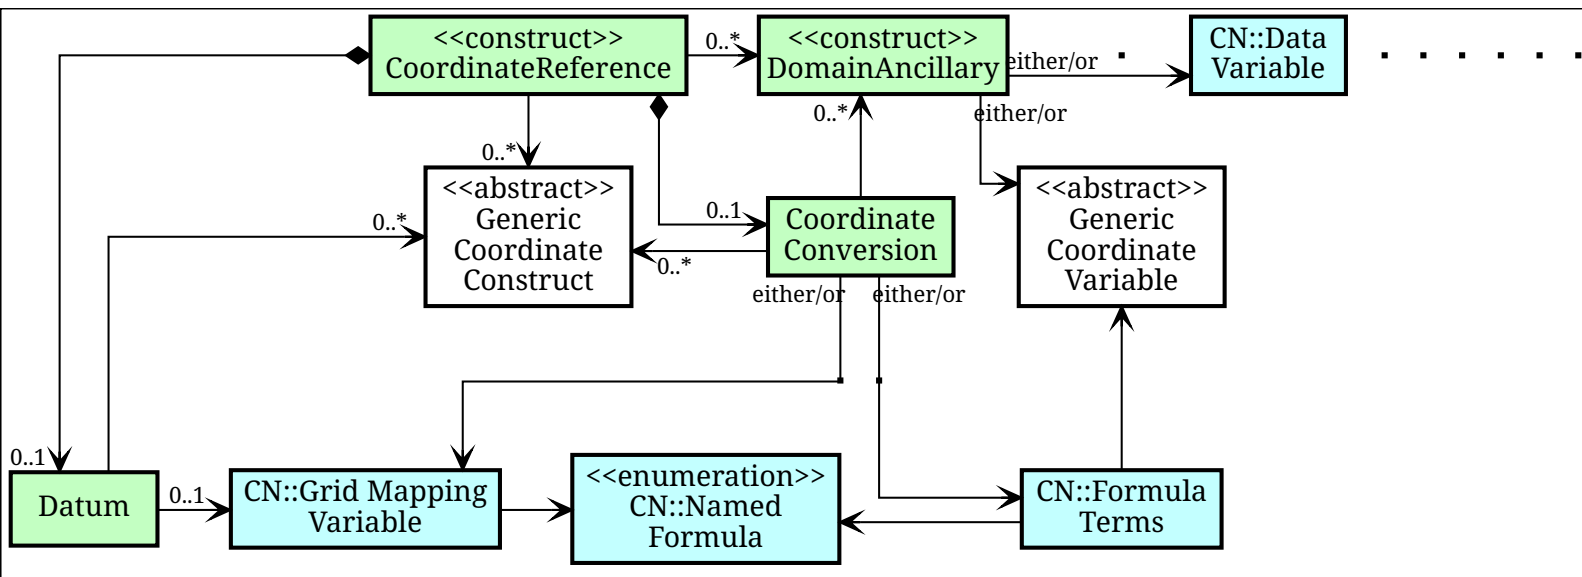 <<construct>>
CoordinateReference
0..*
<<construct>>
DomainAncillary
either/or
CN::Data
Variable
either/or
0..*
0..*
<<abstract>>
Generic
Coordinate
Construct
0..*
0..1
Coordinate
Conversion
0..*
<<abstract>>
Generic
Coordinate
Variable
either/or
either/or
0..1
Datum
0..1
CN::Grid Mapping
Variable
<<enumeration>>
CN::Named
Formula
CN::Formula
Terms